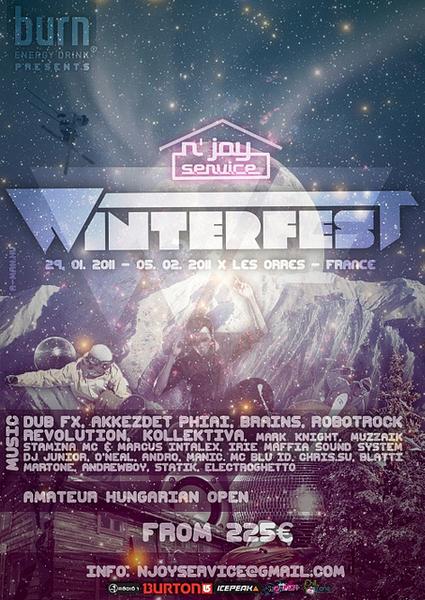 burn
ENERGY DRINK
PRESENTS
n' joy
service
WINTERFEST
29. 01. 2011 - 05. 02. 2011 X LES ORRES - FRANCE
MUSIC
DUB FX, AKKEZDET PHIAI, BRAINS, ROBOTROCK
REVOLUTION, KOLLEKTIVA, MARK KNIGHT, MUZZAIK
STAMINA MC & MARCUS INTALEX, IRIE MAFFIA SOUND SYSTEM
DJ JUNIOR, O'NEAL, ANDRO, MANID, MC BLU ID, CHRIS.SU, BLATTI
MARTONE, ANDREWBOY, STATIK, ELECTROGHETTO
AMATEUR HUNGARIAN OPEN
FROM 225€
INFO: NJOYSERVICE@GMAIL.COM
BURTON ICEPEAK